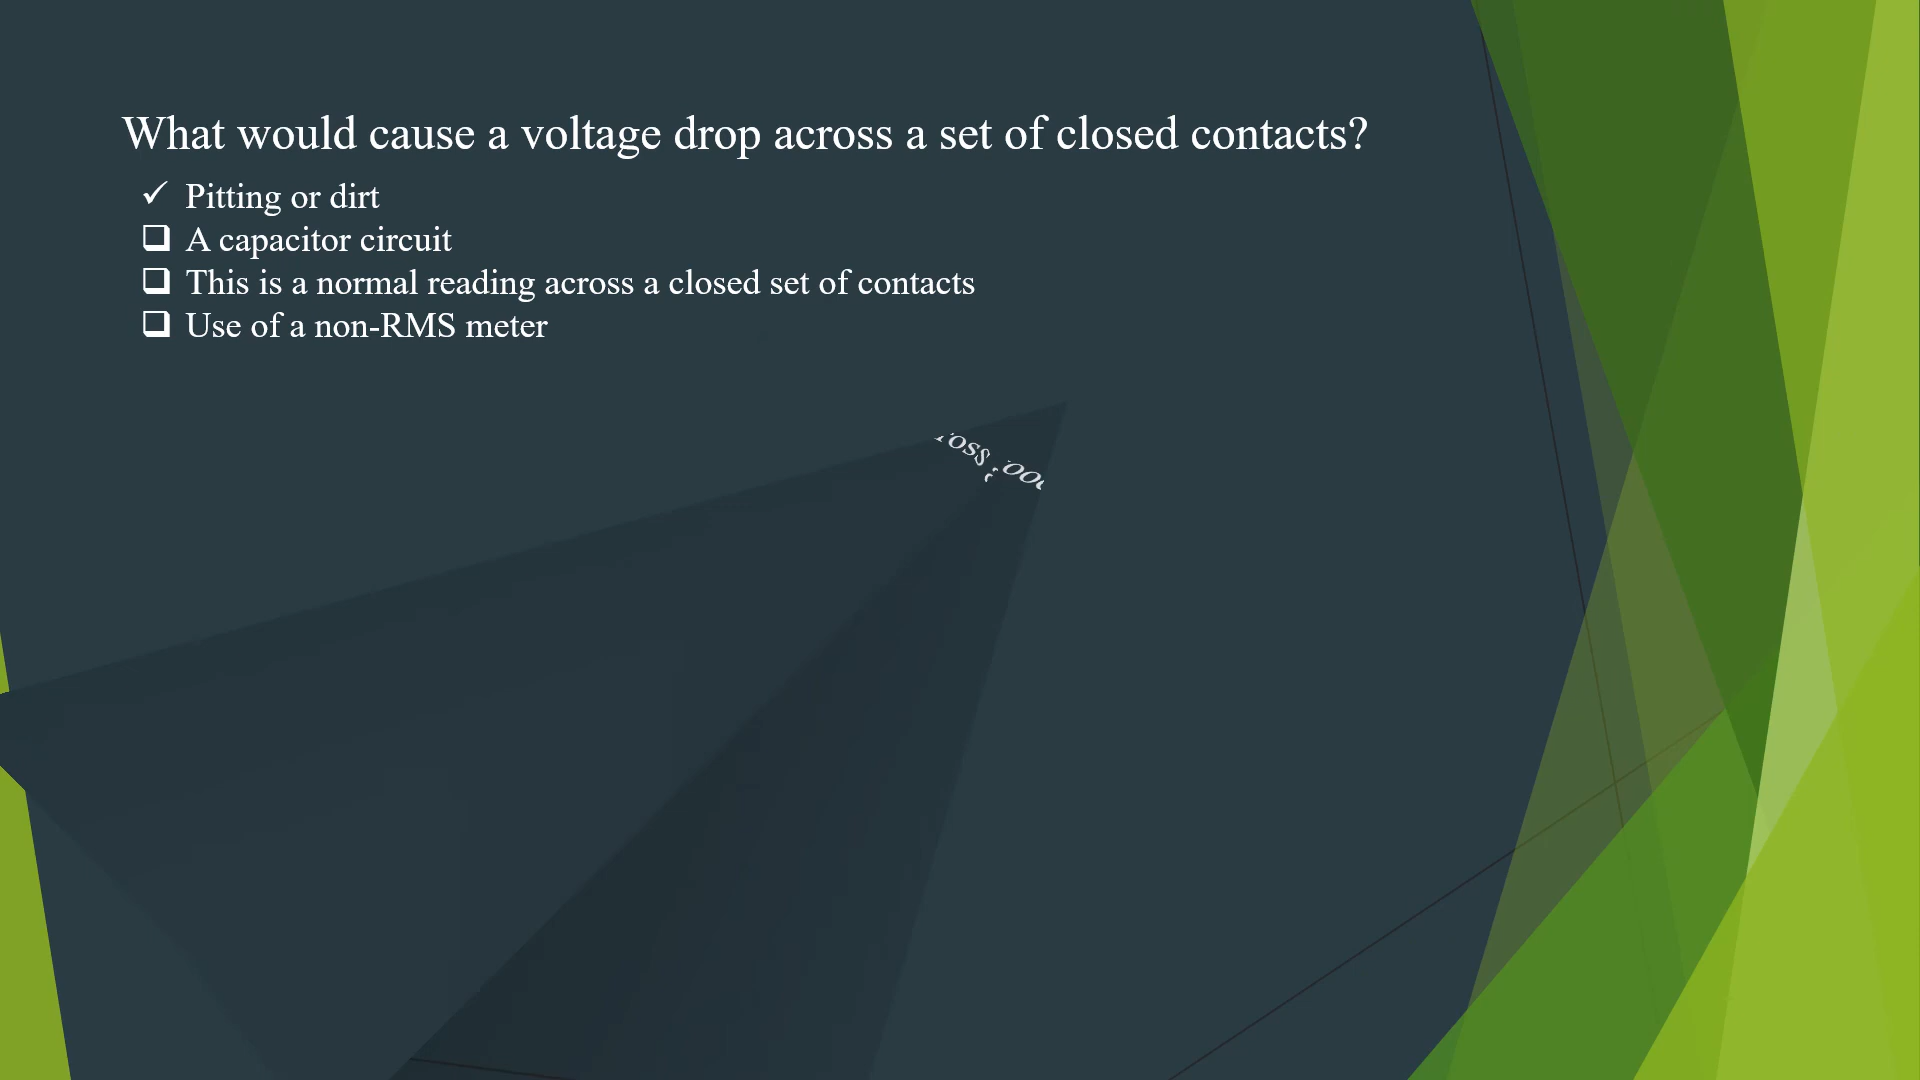 What would cause a voltage drop across a set of closed contacts?
Pitting or dirt
A capacitor circuit
This is a normal reading across a closed set of contacts
Use of a non-RMS meter